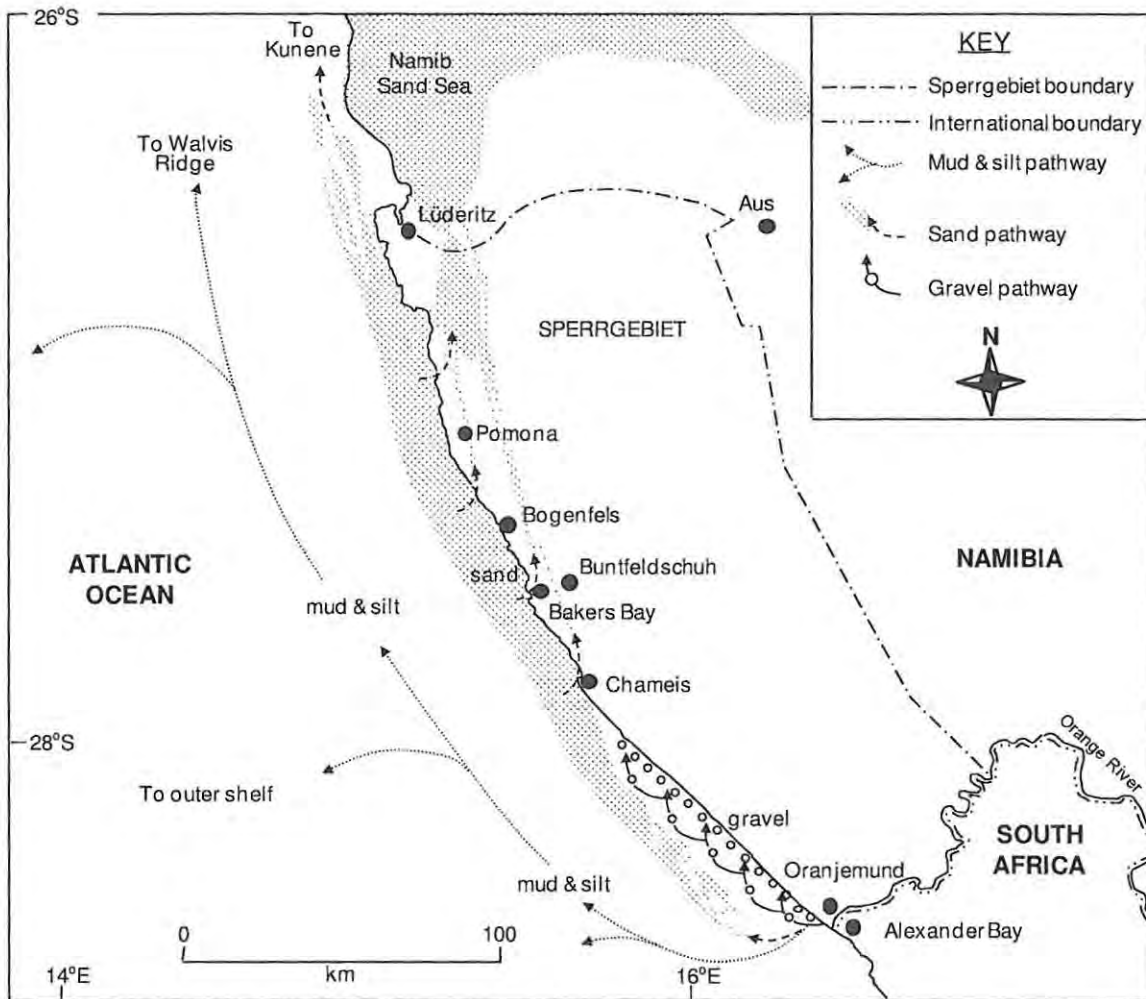 26°S
To
Kunene
Namib
Sand Sea
KEY
Sperrgebiet boundary
International boundary
Mud & silt pathway
Sand pathway
Gravel pathway
N
To Walvis
Ridge
Lüderitz
Aus
SPERRGEBIET
Pomona
Bogenfels
sand
Buntfeldschuh
Bakers Bay
ATLANTIC
OCEAN
NAMIBIA
mud & silt
Chameis
28°S
Orange River
To outer shelf
gravel
SOUTH
AFRICA
Oranjemund
mud & silt
Alexander Bay
0 100
km
14°E
16°E